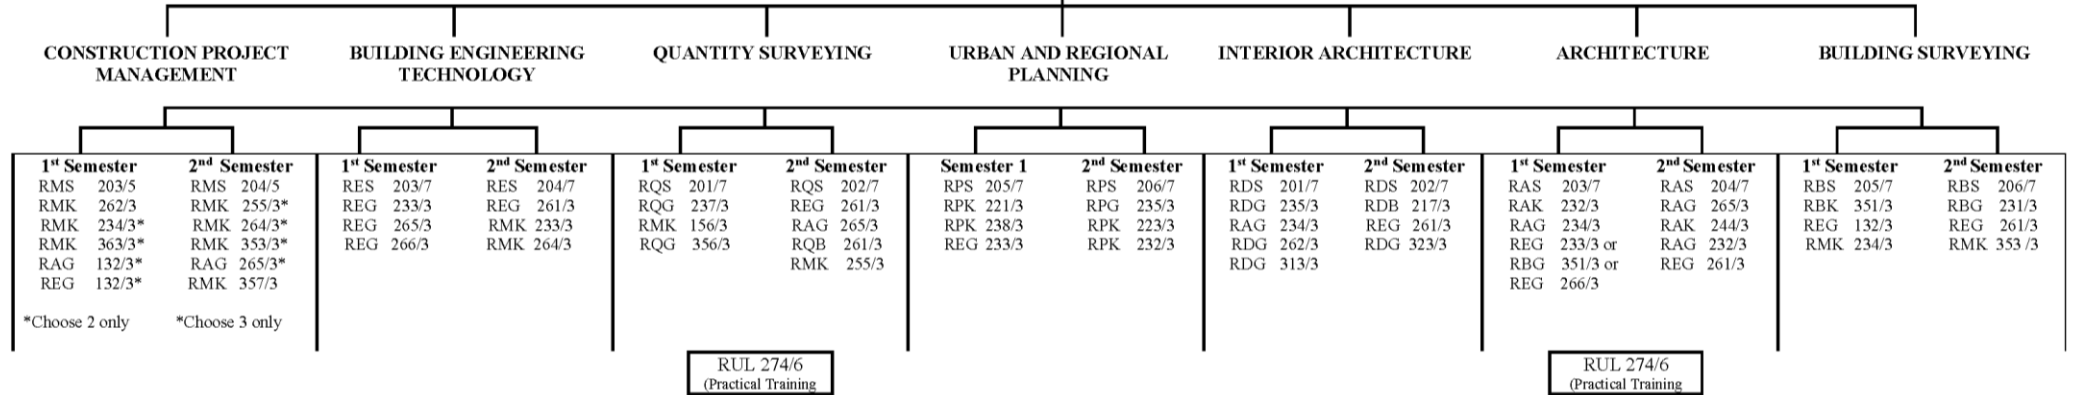 CONSTRUCTION PROJECT
MANAGEMENT
BUILDING ENGINEERING
TECHNOLOGY
QUANTITY SURVEYING
URBAN AND REGIONAL
PLANNING
INTERIOR ARCHITECTURE
ARCHITECTURE
BUILDING SURVEYING
1st Semester
RMS 203/5
RMK 262/3
RMK 234/3*
RMK 363/3*
RAG 132/3*
REG 132/3*
*Choose 2 only
2nd Semester
RMS 204/5
RMK 255/3*
RMK 264/3*
RMK 353/3*
RAG 265/3*
RMK 357/3
*Choose 3 only
1st Semester
RES 203/7
REG 233/3
REG 265/3
REG 266/3
2nd Semester
RES 204/7
REG 261/3
RMK 233/3
RMK 264/3
1st Semester
RQS 201/7
RQG 237/3
RMK 156/3
RQG 356/3
2nd Semester
RQS 202/7
REG 261/3
RAG 265/3
RQB 261/3
RMK 255/3
Semester 1
RPS 205/7
RPK 221/3
RPK 238/3
REG 233/3
2nd Semester
RPS 206/7
RPG 235/3
RPK 223/3
RPK 232/3
1st Semester
RDS 201/7
RDG 235/3
RAG 234/3
RDG 262/3
RDG 313/3
2nd Semester
RDS 202/7
RDB 217/3
REG 261/3
RDG 323/3
1st Semester
RAS 203/7
RAK 232/3
RAG 234/3
REG 233/3 or
RBG 351/3 or
REG 266/3
2nd Semester
RAS 204/7
RAG 265/3
RAK 244/3
RAG 232/3
REG 261/3
1st Semester
RBS 205/7
RBK 351/3
REG 132/3
RMK 234/3
2nd Semester
RBS 206/7
RBG 231/3
REG 261/3
RMK 353 /3
RUL 274/6
(Practical Training
RUL 274/6
(Practical Training